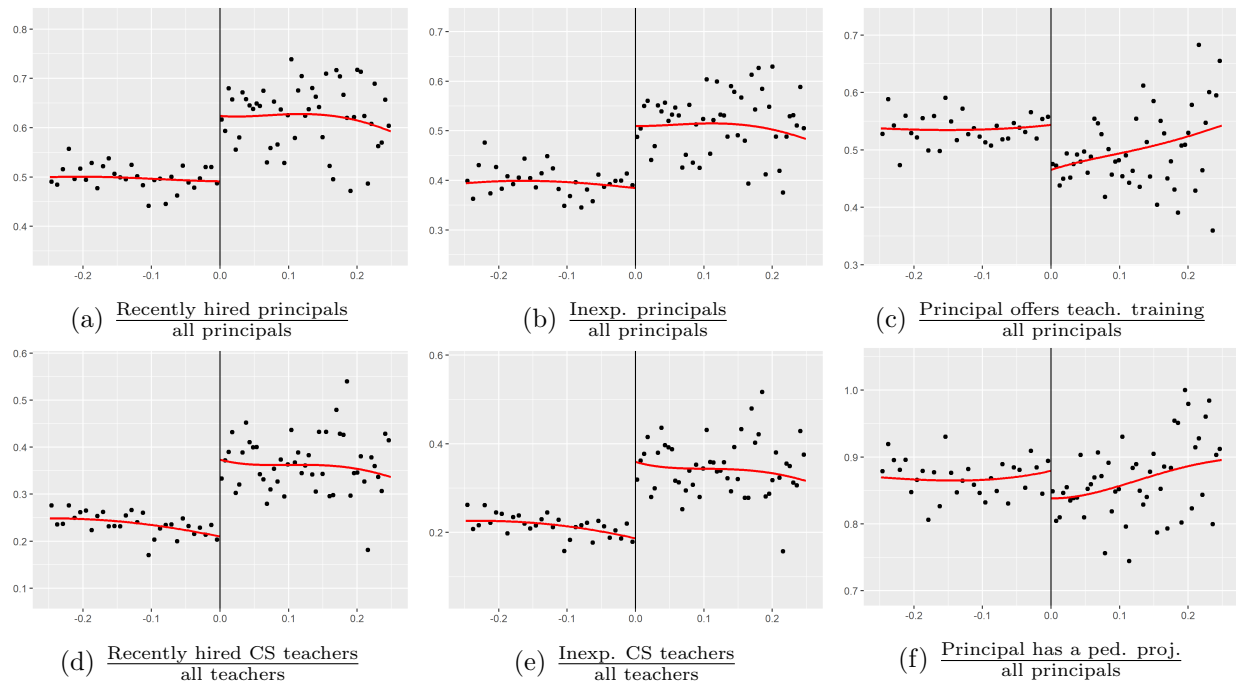 0.8
0.7
0.6
0.5
0.4
-0.2 -0.1 0.0 0.1 0.2
(a) Recently hired principals
all principals
0.6
0.5
0.4
0.3
-0.2 -0.1 0.0 0.1 0.2
(b) Inexp. principals
all principals
0.7
0.6
0.5
0.4
0.3
-0.2 -0.1 0.0 0.1 0.2
(c) Principal offers teach. training
all principals
0.6
0.5
0.4
0.3
0.2
0.1
-0.2 -0.1 0.0 0.1 0.2
(d) Recently hired CS teachers
all teachers
0.6
0.4
0.2
-0.2 -0.1 0.0 0.1 0.2
(e) Inexp. CS teachers
all teachers
1.0
0.9
0.8
0.7
-0.2 -0.1 0.0 0.1 0.2
(f) Principal has a ped. proj.
all principals